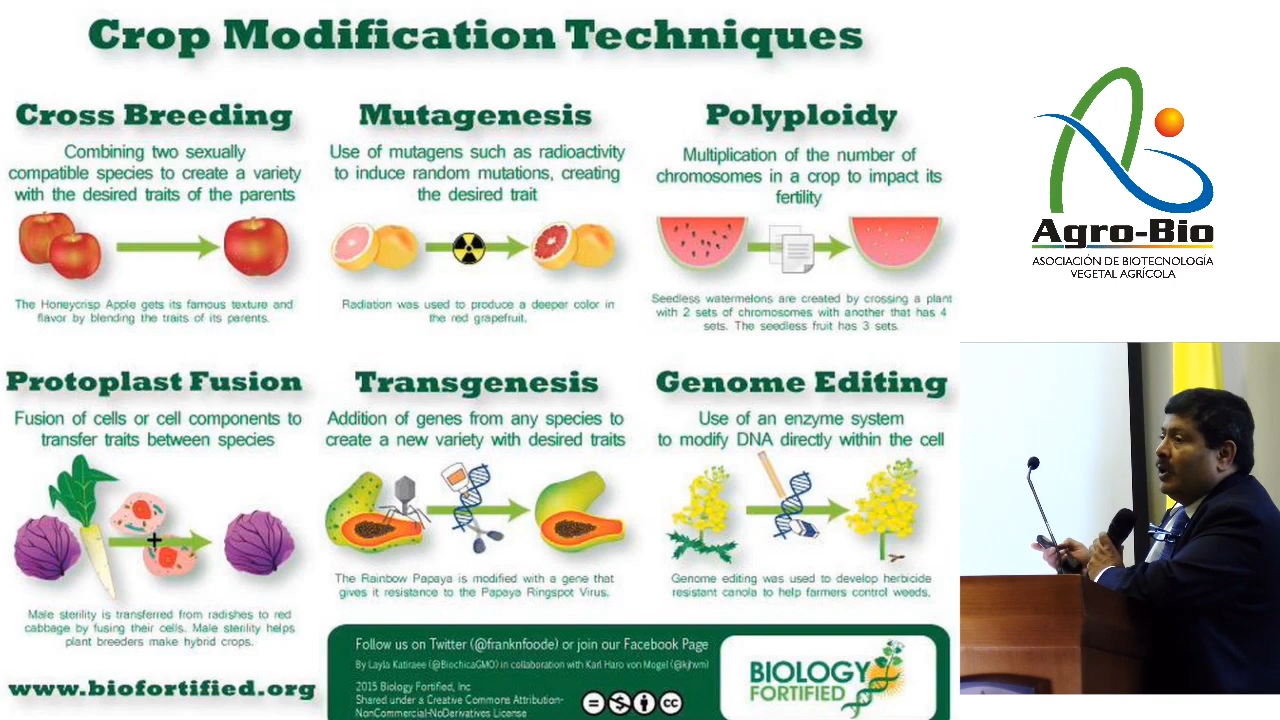 Crop Modification Techniques
Cross Breeding
Combining two sexually
compatible species to create a variety
with the desired traits of the parents
The Honeycrisp Apple gets its famous texture and
flavor by blending the traits of its parents.
Mutagenesis
Use of mutagens such as radioactivity
to induce random mutations, creating
the desired trait
Radiation was used to produce a deeper color in
the red grapefruit.
Polyploidy
Multiplication of the number of
chromosomes in a crop to impact its
fertility
Seedless watermelons are created by crossing a plant
with 2 sets of chromosomes with another that has 4
sets. The seedless fruit has 3 sets.
Protoplast Fusion
Fusion of cells or cell components to
transfer traits between species
+
Male sterility is transferred from radishes to red
cabbage by fusing their cells. Male sterility helps
plant breeders make hybrid crops.
Transgenesis
Addition of genes from any species to
create a new variety with desired traits
The Rainbow Papaya is modified with a gene that
gives it resistance to the Papaya Ringspot Virus.
Genome Editing
Use of an enzyme system
to modify DNA directly within the cell
Genome editing was used to develop herbicide
resistant canola to help farmers control weeds.
www.biofortified.org
Follow us on Twitter (@franknfoode) or join our Facebook Page
By Layla Katiraee (@BiochicaGMO) in collaboration with Karl Haro von Mogel (@kjhvm)
2015 Biology Fortified, Inc
Shared under a Creative Commons Attribution-
NonCommercial-NoDerivatives License
cc
BIOLOGY
FORTIFIED
Agro-Bio
ASOCIACIÓN DE BIOTECNOLOGÍA
VEGETAL AGRÍCOLA